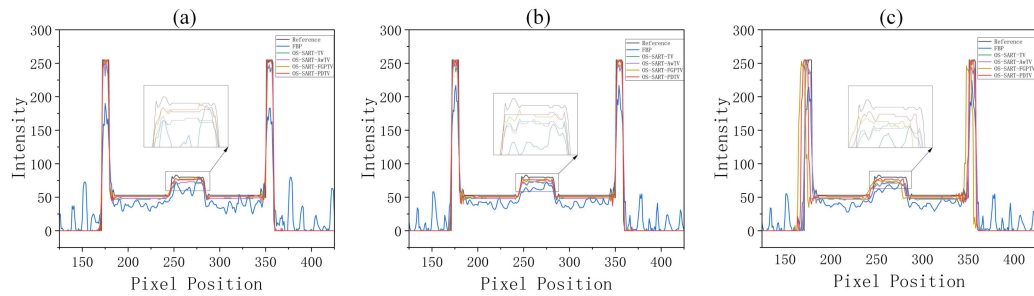 (a)
300
250
200
150
100
50
0
Intensity
150 200 250 300 350 400
Pixel Position
Reference
FBP
OS-SART-TV
OS-SART-AwTV
OS-SART-FGPTV
OS-SART-PDTV
(b)
300
250
200
150
100
50
0
Intensity
150 200 250 300 350 400
Pixel Position
Reference
FBP
OS-SART-TV
OS-SART-AwTV
OS-SART-FGPTV
OS-SART-PDTV
(c)
300
250
200
150
100
50
0
Intensity
150 200 250 300 350 400
Pixel Position
Reference
FBP
OS-SART-TV
OS-SART-AwTV
OS-SART-FGPTV
OS-SART-PDTV